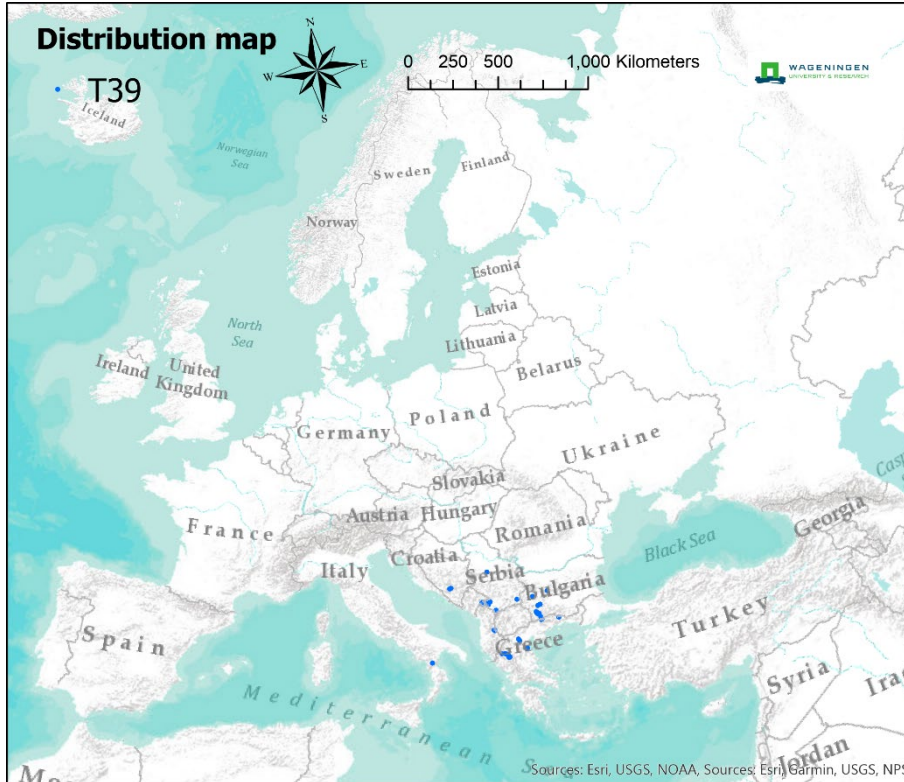 Distribution map
N
W
E
S
0 250 500 1,000 Kilometers
WAGENINGEN
UNIVERSITY & RESEARCH
T39
Iceland
Norwegian
Sea
Sweden
Finland
Norway
Estonia
Latvia
Lithuania
North
Sea
Ireland
United
Kingdom
Belarus
Poland
Germany
Ukraine
Slovakia
Austria
Hungary
France
Romania
Georgia
Black Sea
Croatia
Italy
Serbia
Bulgaria
Spain
Turkey
Greece
Syria
Mediterranean
Jordan
Sources: Esri, USGS, NOAA, Sources: Esri, Garmin, USGS, NPS